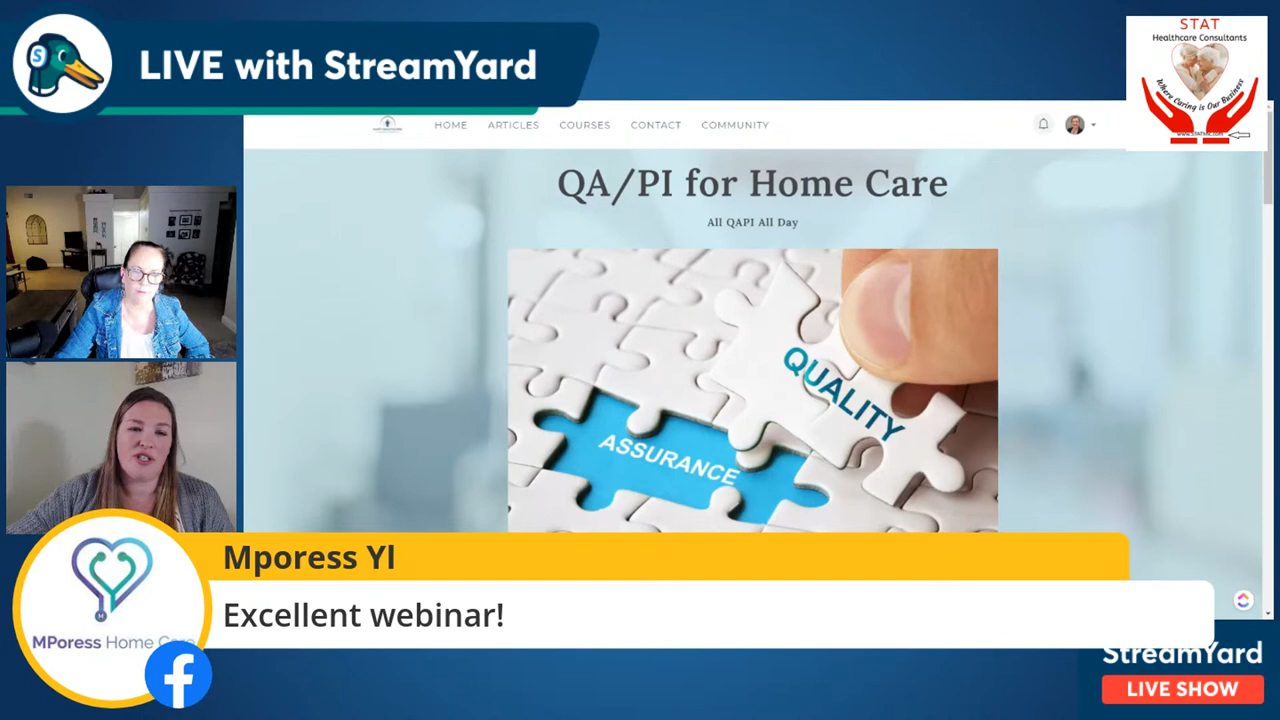 LIVE with StreamYard
S
STAT
Healthcare Consultants
Where Caring is Our Business
HOME ARTICLES COURSES CONTACT COMMUNITY
QA/PI for Home Care
All QAPI All Day
QUALITY
ASSURANCE
Mporess Yl
Excellent webinar!
M
MPoress Home Care
StreamYard
LIVE SHOW